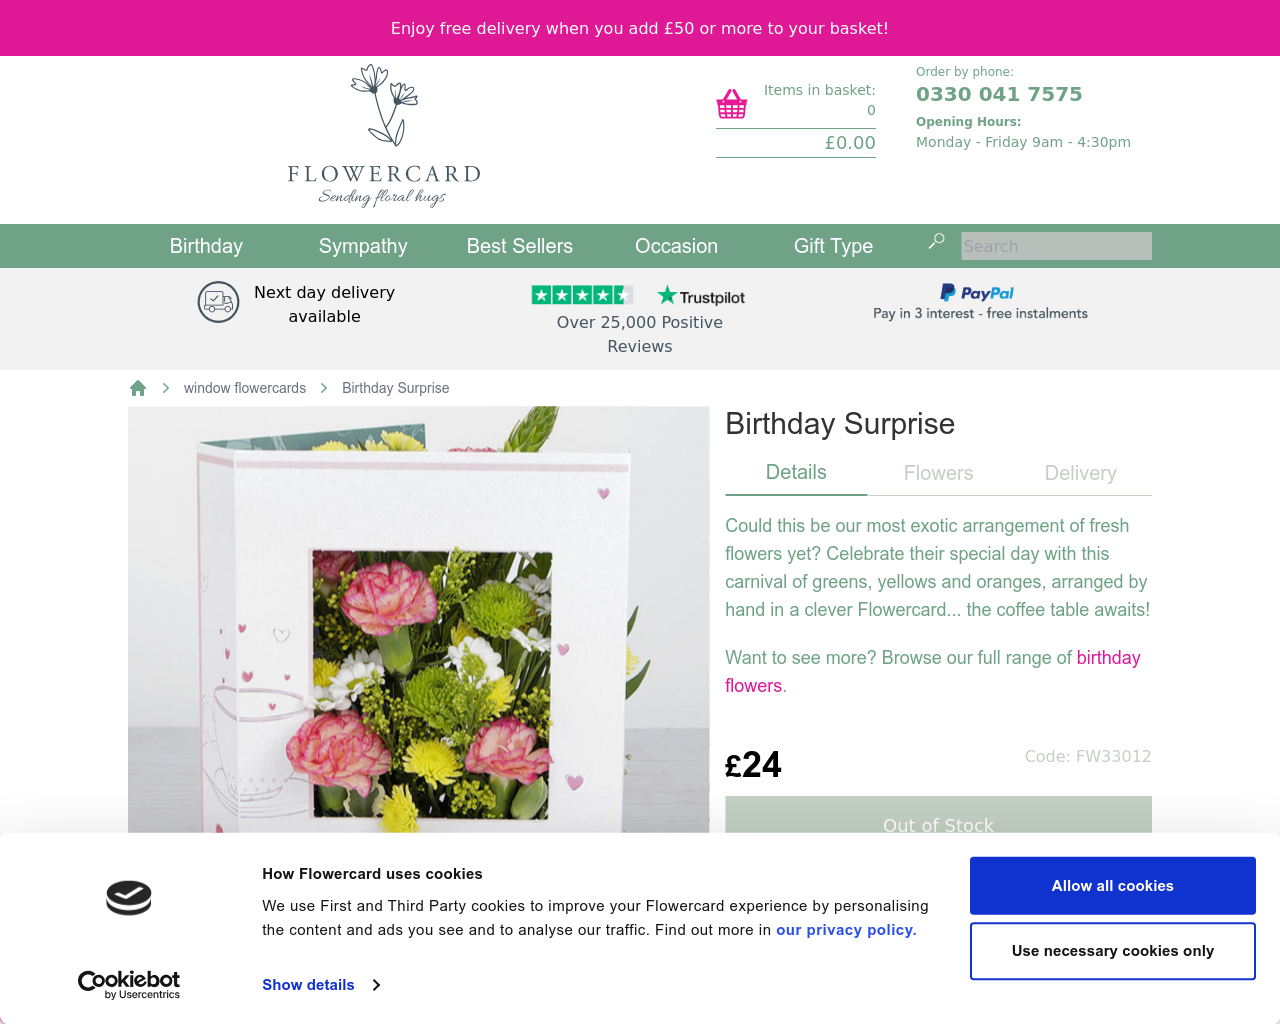 Enjoy free delivery when you add £50 or more to your basket!
FLOWERCARD
Sending floral hugs
Items in basket:
0
£0.00
Order by phone:
0330 041 7575
Opening Hours:
Monday - Friday 9am - 4:30pm
Birthday
Sympathy
Best Sellers
Occasion
Gift Type
Search
Next day delivery
available
Trustpilot
Over 25,000 Positive
Reviews
PayPal
Pay in 3 interest - free instalments
window flowercards
Birthday Surprise
Birthday Surprise
Details
Flowers
Delivery
Could this be our most exotic arrangement of fresh
flowers yet? Celebrate their special day with this
carnival of greens, yellows and oranges, arranged by
hand in a clever Flowercard... the coffee table awaits!
Want to see more? Browse our full range of birthday
flowers.
£24
Code: FW33012
Out of Stock
Cookiebot
by Usercentrics
How Flowercard uses cookies
We use First and Third Party cookies to improve your Flowercard experience by personalising
the content and ads you see and to analyse our traffic. Find out more in our privacy policy.
Show details
Allow all cookies
Use necessary cookies only